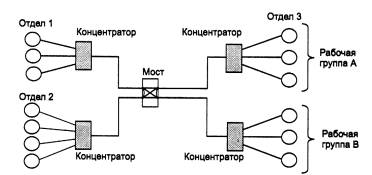 Отдел 1
Концентратор
Концентратор
Отдел 3
Рабочая
группа А
Мост
Отдел 2
Концентратор
Концентратор
Рабочая
группа В